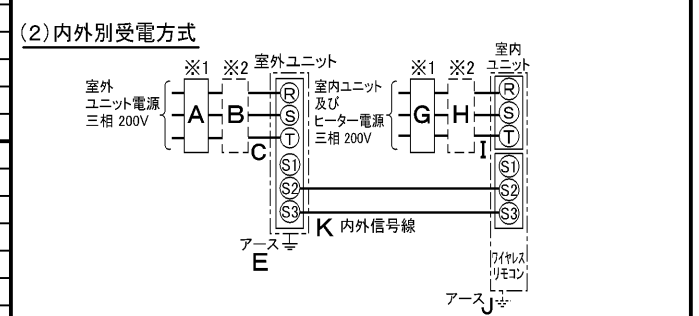 (2)内外別受電方式
※1 ※2 室外ユニット
室外
ユニット電源
三相 200V
A
B
C
R
S
T
S1
S2
S3
アース
E
室内ユニット
及び
ヒーター電源
三相 200V
※1 ※2
G
H
I
室内
ユニット
R
S
T
S1
S2
S3
K 内外信号線
ワイヤレス
リモコン
アース J